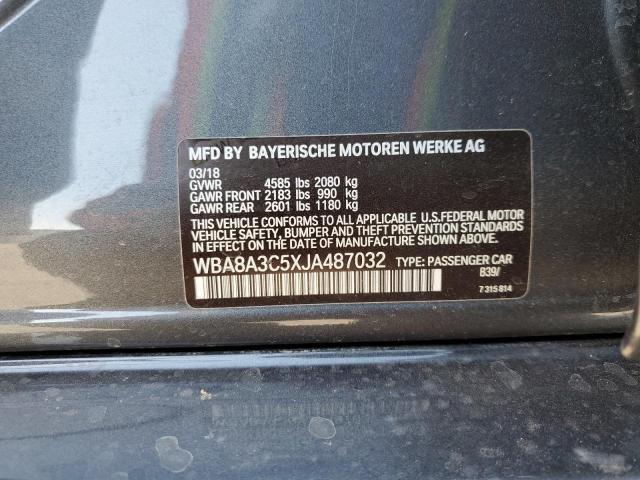 MFD BY BAYERISCHE MOTOREN WERKE AG
03/18
GVWR 4585 lbs 2080 kg
GAWR FRONT 2183 lbs 990 kg
GAWR REAR 2601 lbs 1180 kg
THIS VEHICLE CONFORMS TO ALL APPLICABLE U.S.FEDERAL MOTOR
VEHICLE SAFETY, BUMPER AND THEFT PREVENTION STANDARDS
IN EFFECT ON THE DATE OF MANUFACTURE SHOWN ABOVE.
WBA8A3C5XJA487032 TYPE: PASSENGER CAR
B39/
7 315 814